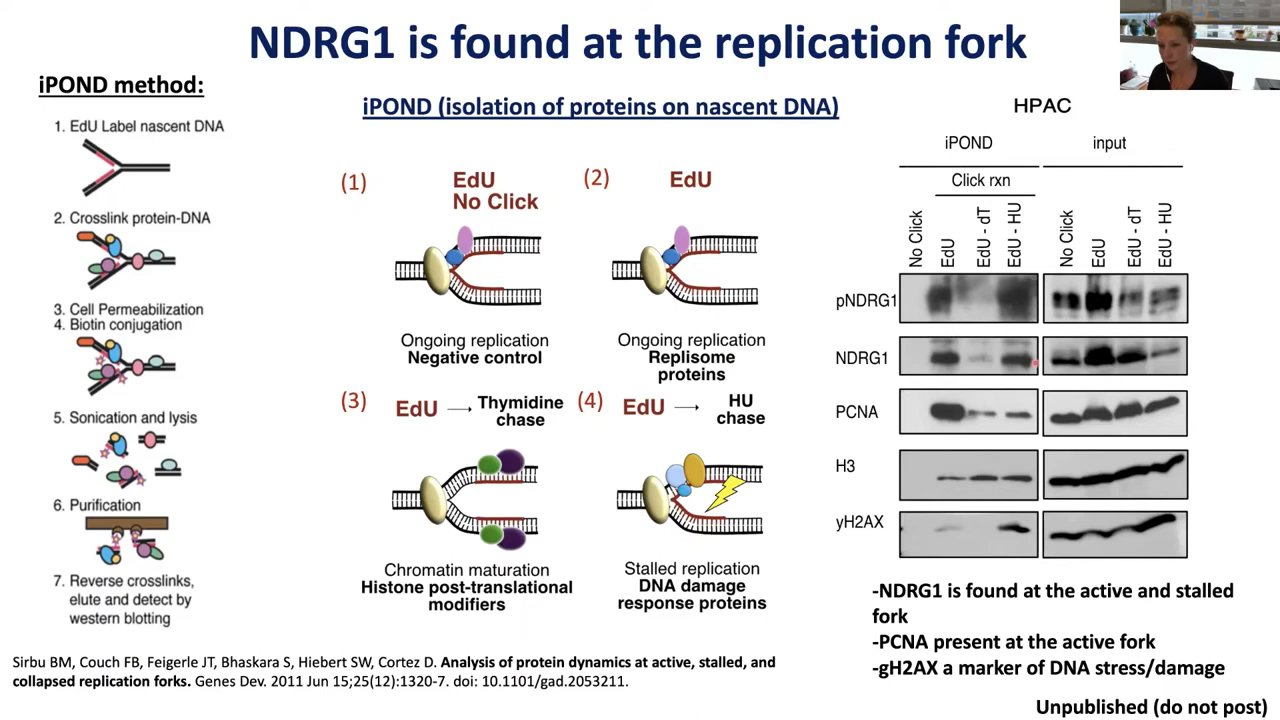 NDRG1 is found at the replication fork
iPOND method:
1. EdU Label nascent DNA
2. Crosslink protein-DNA
3. Cell Permeabilization
4. Biotin conjugation
5. Sonication and lysis
6. Purification
7. Reverse crosslinks,
elute and detect by
western blotting
iPOND (isolation of proteins on nascent DNA)
(1)
EdU
No Click
Ongoing replication
Negative control
(2)
EdU
Ongoing replication
Replisome
proteins
(3)
EdU
Thymidine
chase
Chromatin maturation
Histone post-translational
modifiers
(4)
EdU
HU
chase
Stalled replication
DNA damage
response proteins
HPAC
iPOND
input
Click rxn
No Click
EdU
EdU - dT
EdU - HU
No Click
EdU
EdU - dT
EdU - HU
pNDRG1
NDRG1
PCNA
H3
yH2AX
-NDRG1 is found at the active and stalled
fork
-PCNA present at the active fork
-gH2AX a marker of DNA stress/damage
Sirbu BM, Couch FB, Feigerle JT, Bhaskara S, Hiebert SW, Cortez D. Analysis of protein dynamics at active, stalled, and
collapsed replication forks. Genes Dev. 2011 Jun 15;25(12):1320-7. doi: 10.1101/gad.2053211.
Unpublished (do not post)